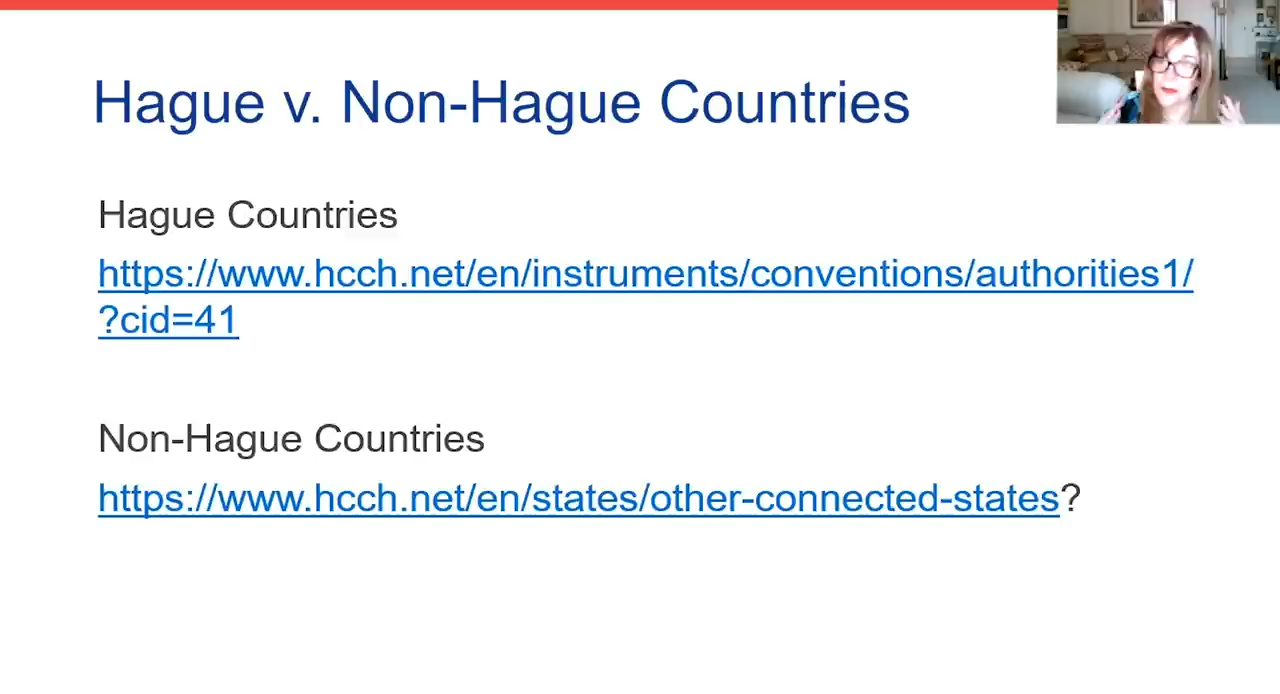 Hague v. Non-Hague Countries
Hague Countries
https://www.hcch.net/en/instruments/conventions/authorities1/
?cid=41
Non-Hague Countries
https://www.hcch.net/en/states/other-connected-states?